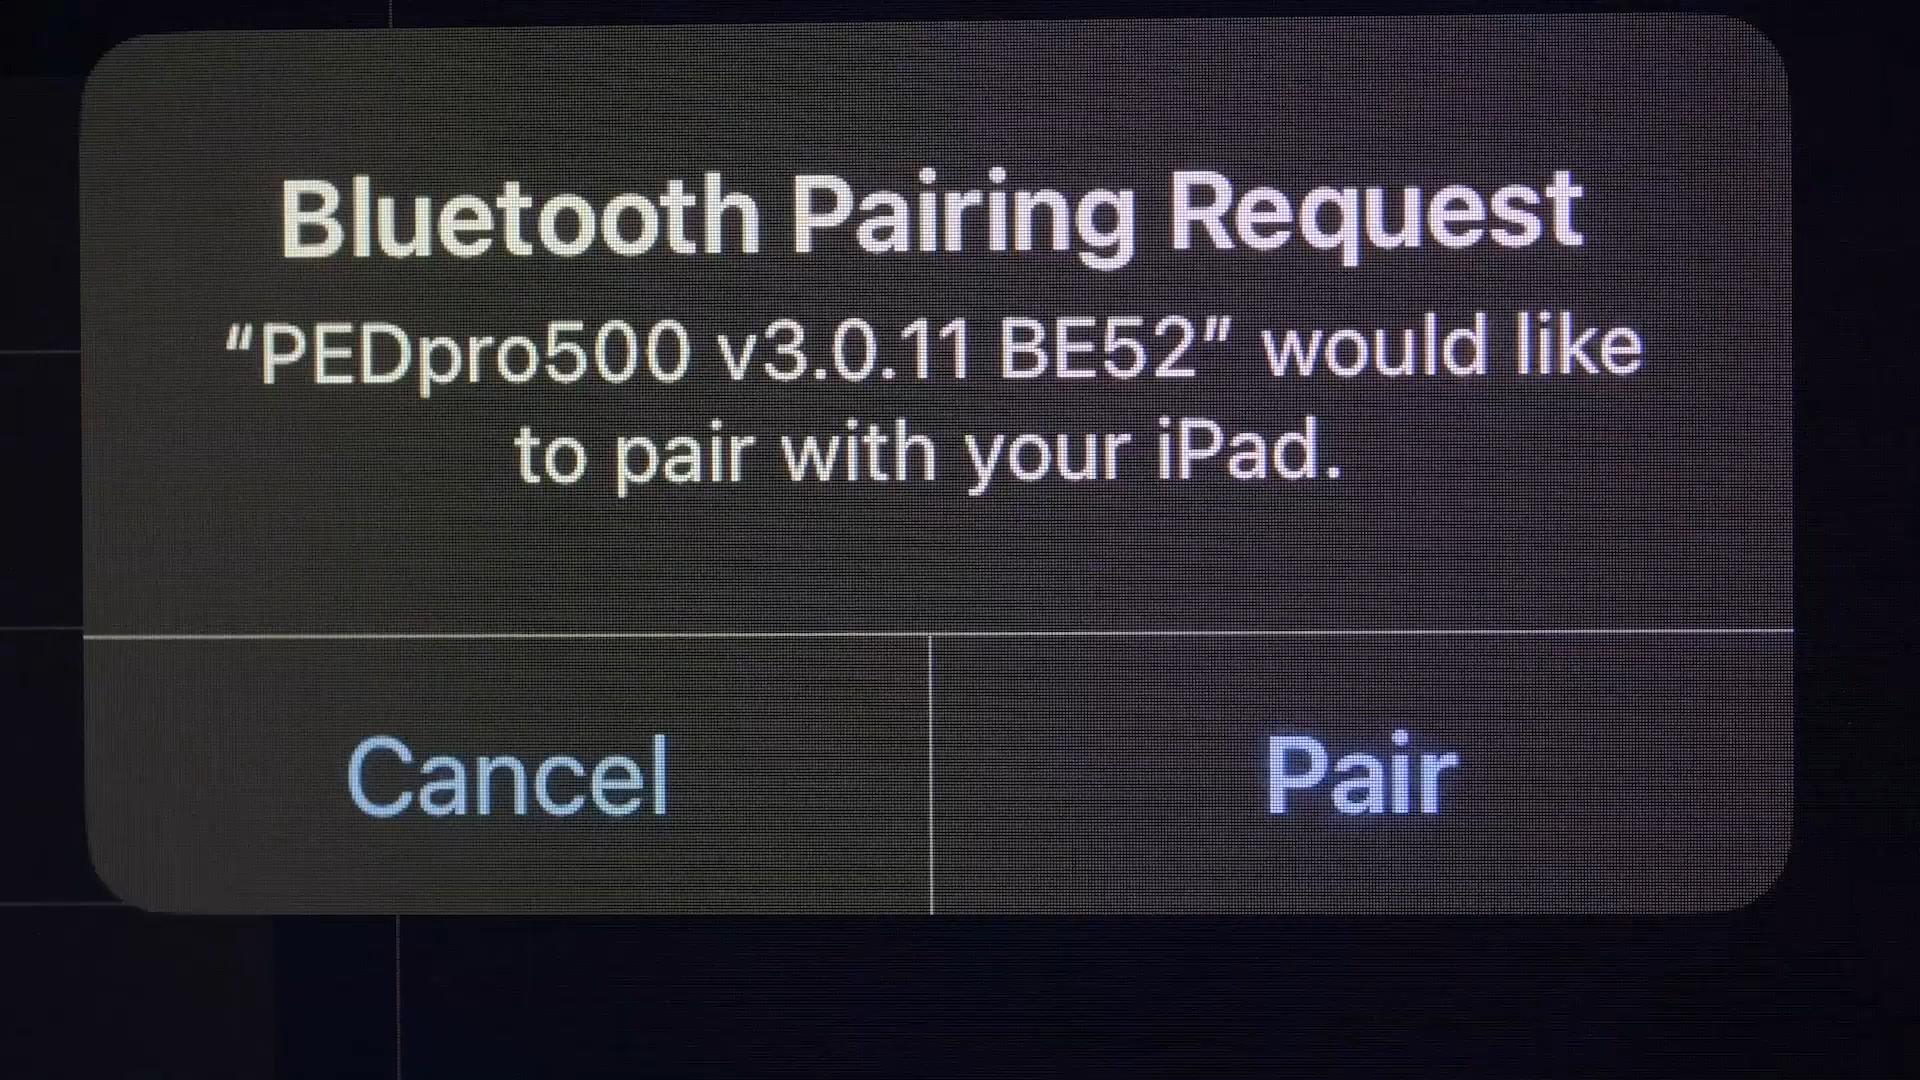 Bluetooth Pairing Request
"PEDpro500 v3.0.11 BE52" would like
to pair with your iPad.
Cancel
Pair